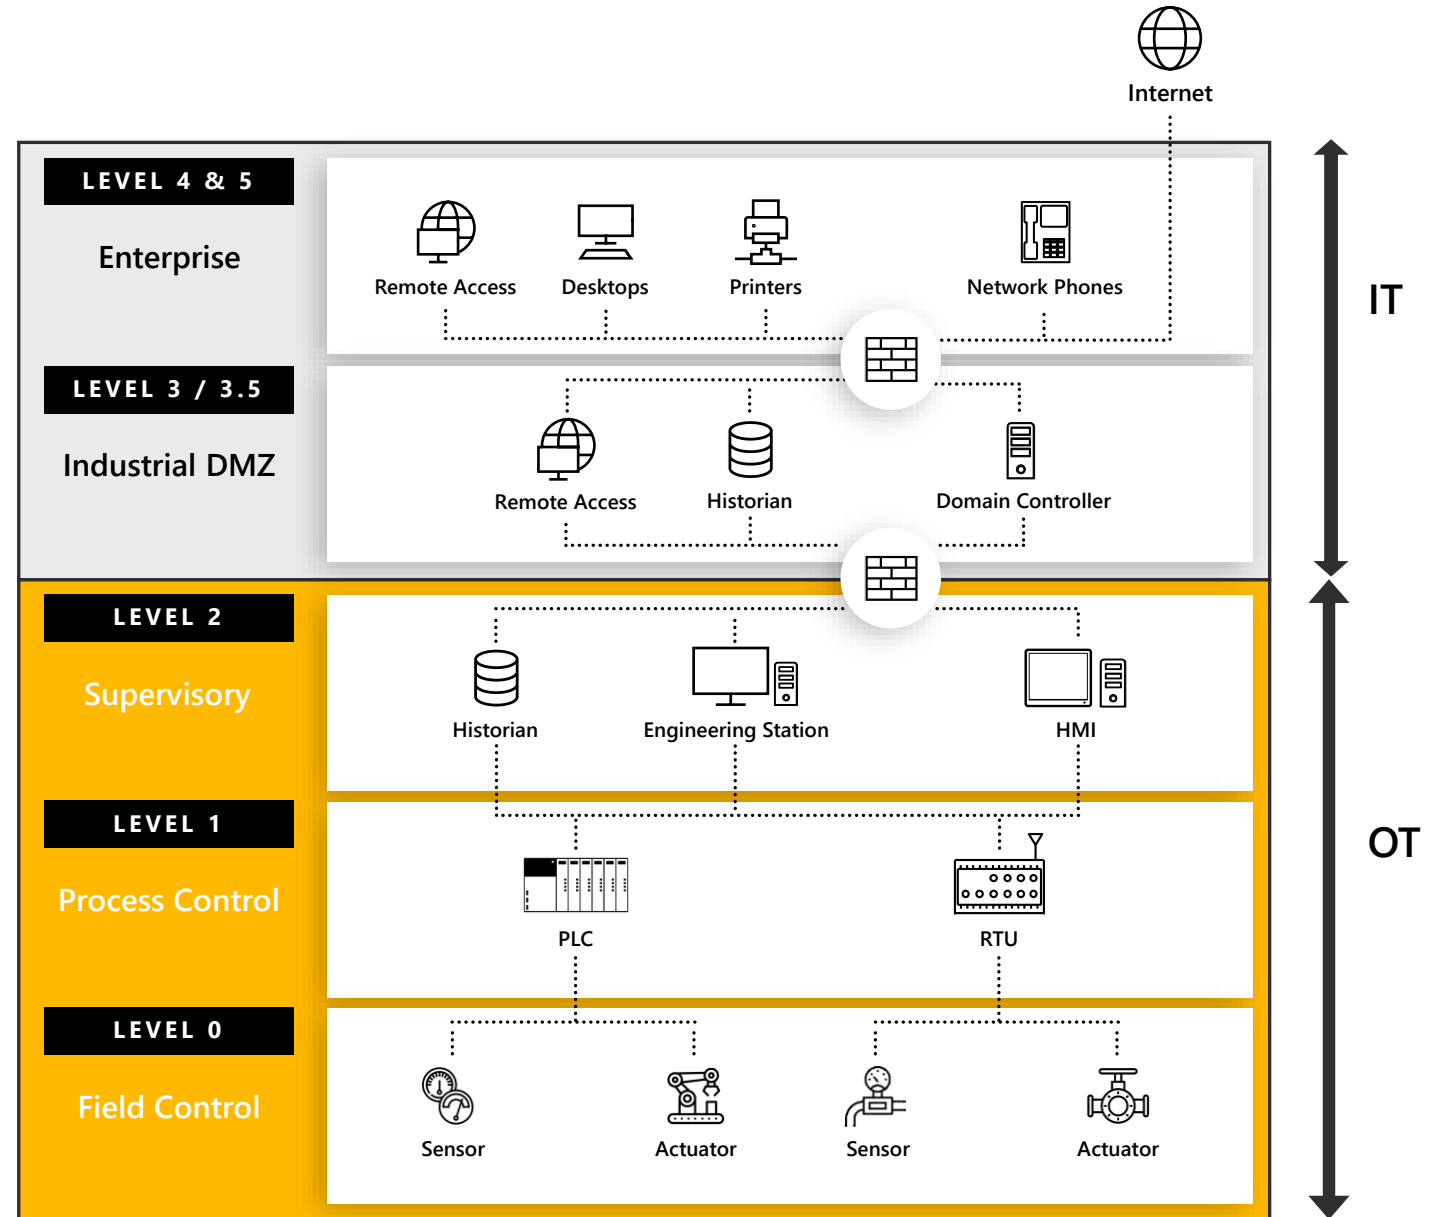 Internet
LEVEL 4 & 5
Enterprise
Remote Access
Desktops
Printers
Network Phones
IT
LEVEL 3 / 3.5
Industrial DMZ
Remote Access
Historian
Domain Controller
LEVEL 2
Supervisory
Historian
Engineering Station
HMI
LEVEL 1
Process Control
PLC
RTU
OT
LEVEL 0
Field Control
Sensor
Actuator
Sensor
Actuator